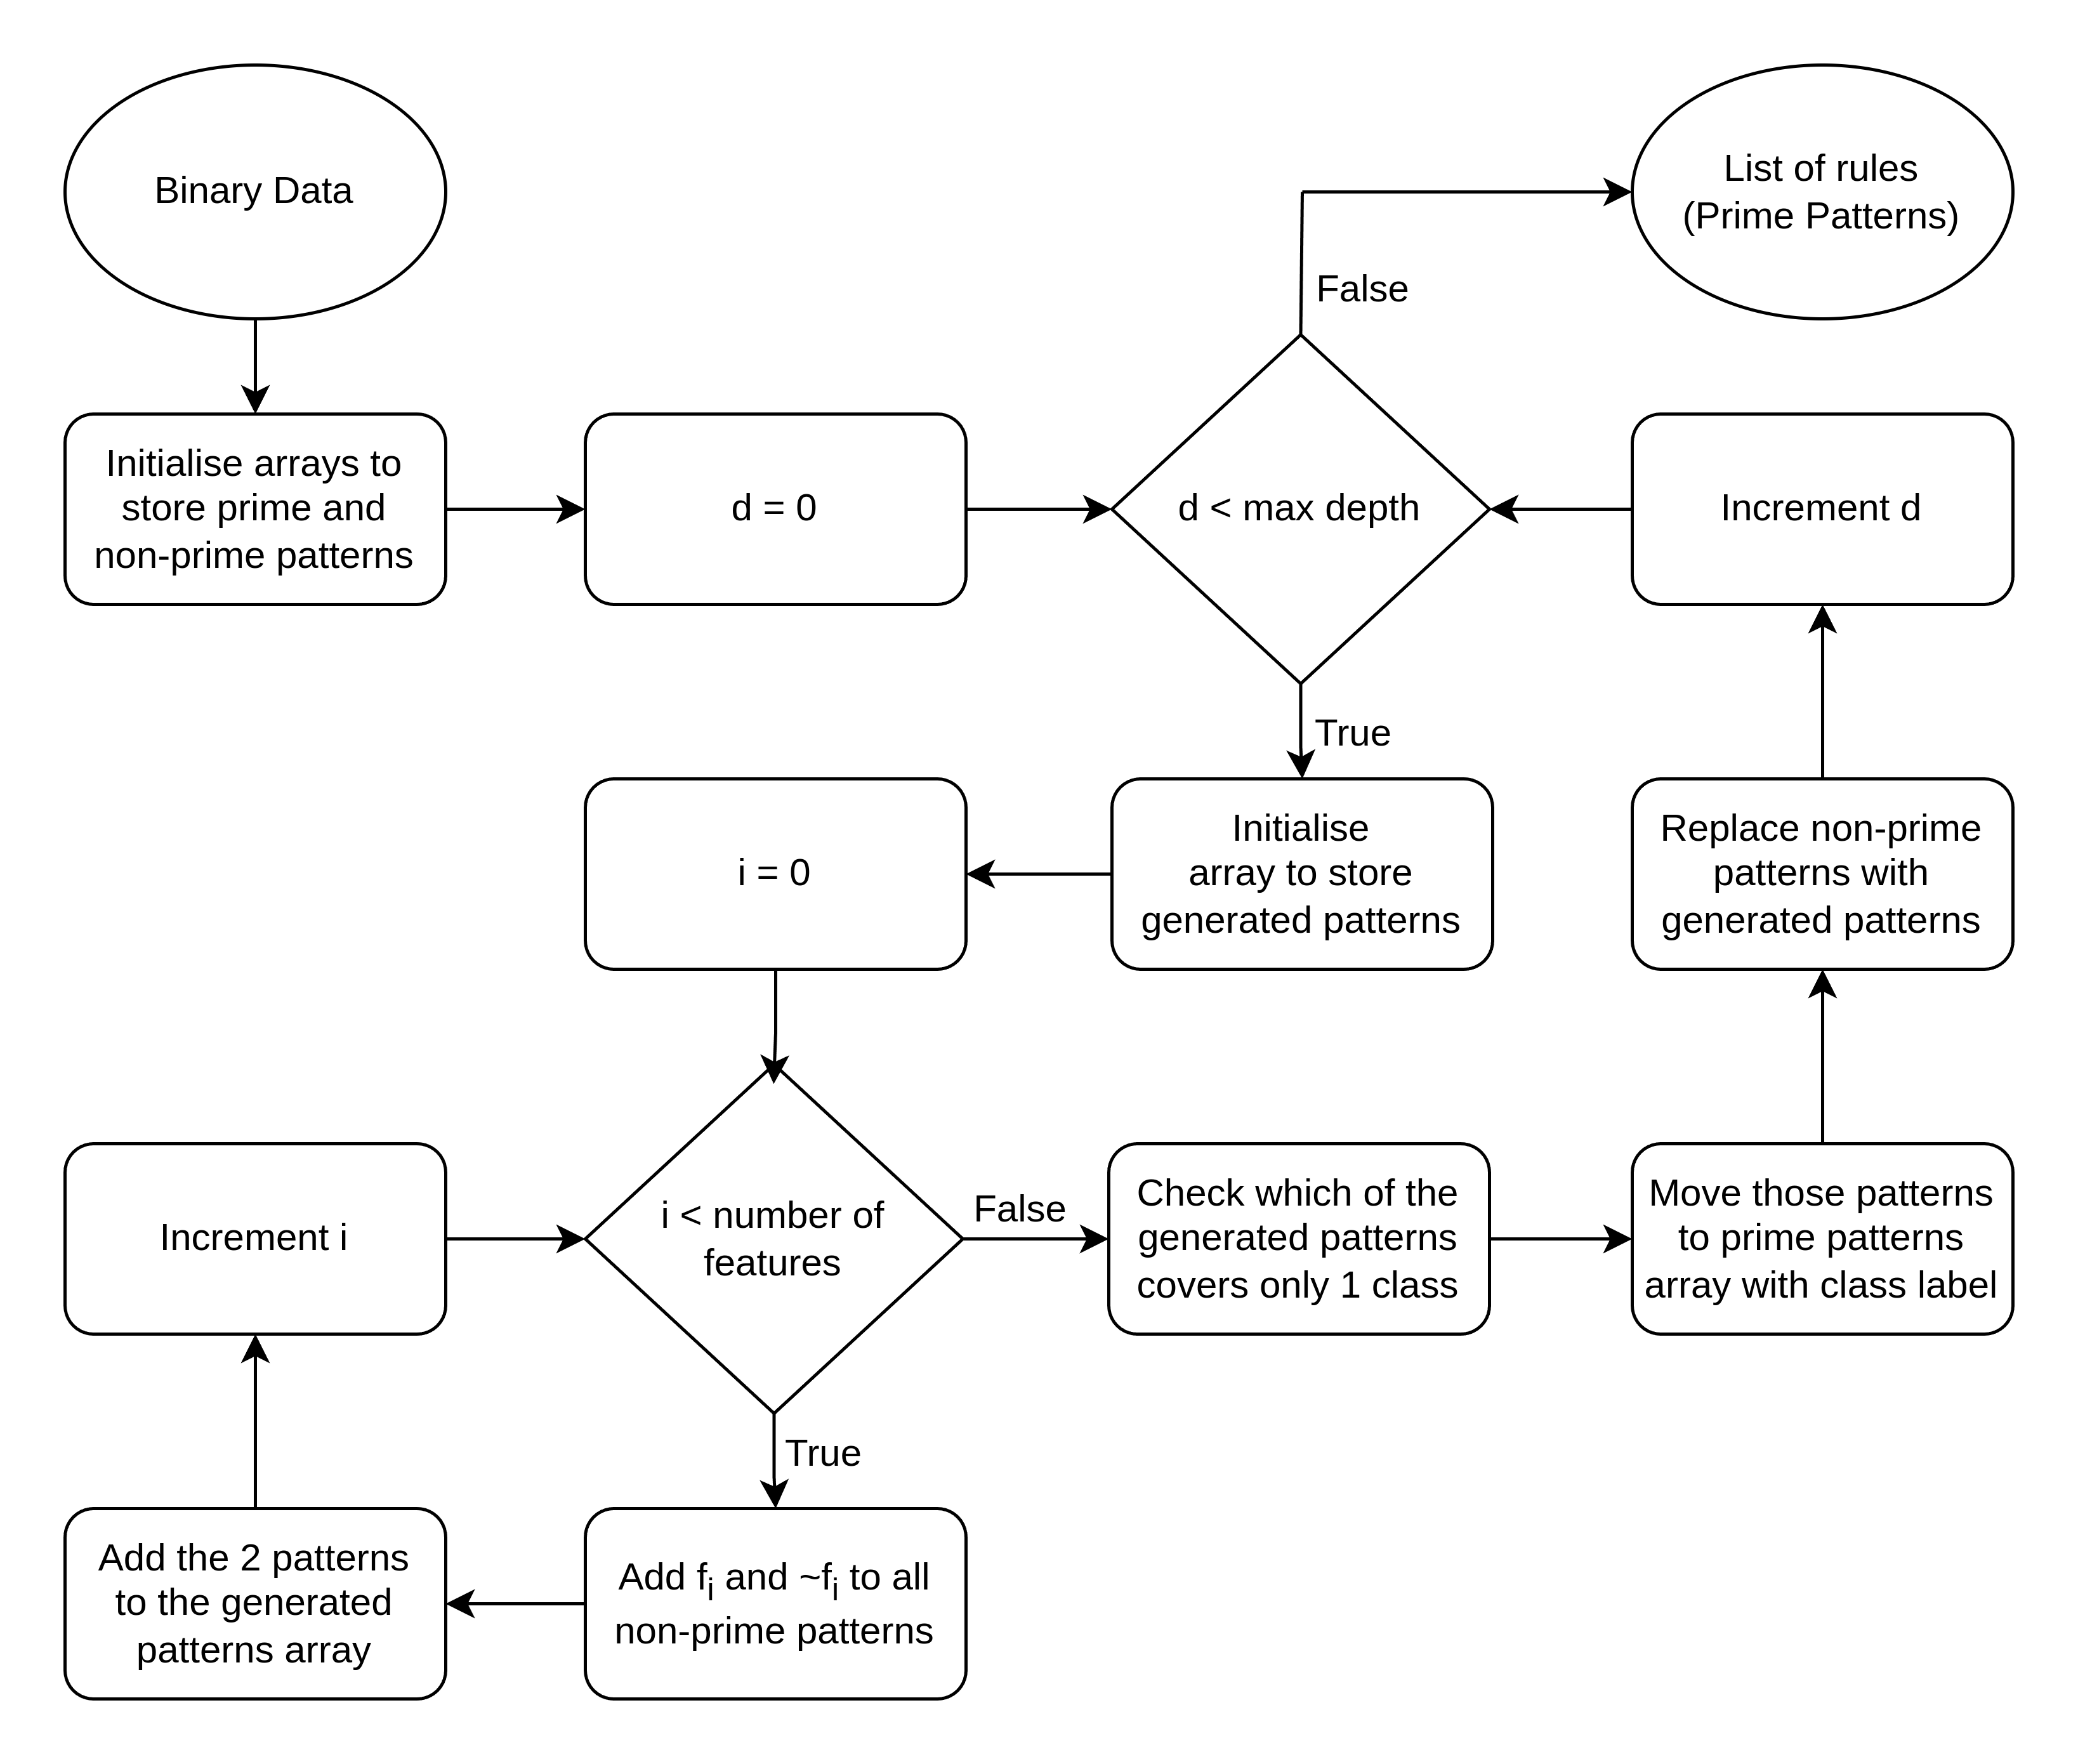 Binary Data
List of rules
(Prime Patterns)
False
Initialise arrays to
store prime and
non-prime patterns
d = 0
d < max depth
Increment d
True
i = 0
Initialise
array to store
generated patterns
Replace non-prime
patterns with
generated patterns
Increment i
i < number of
features
False
Check which of the
generated patterns
covers only 1 class
Move those patterns
to prime patterns
array with class label
True
Add the 2 patterns
to the generated
patterns array
Add fi and ~fi to all
non-prime patterns